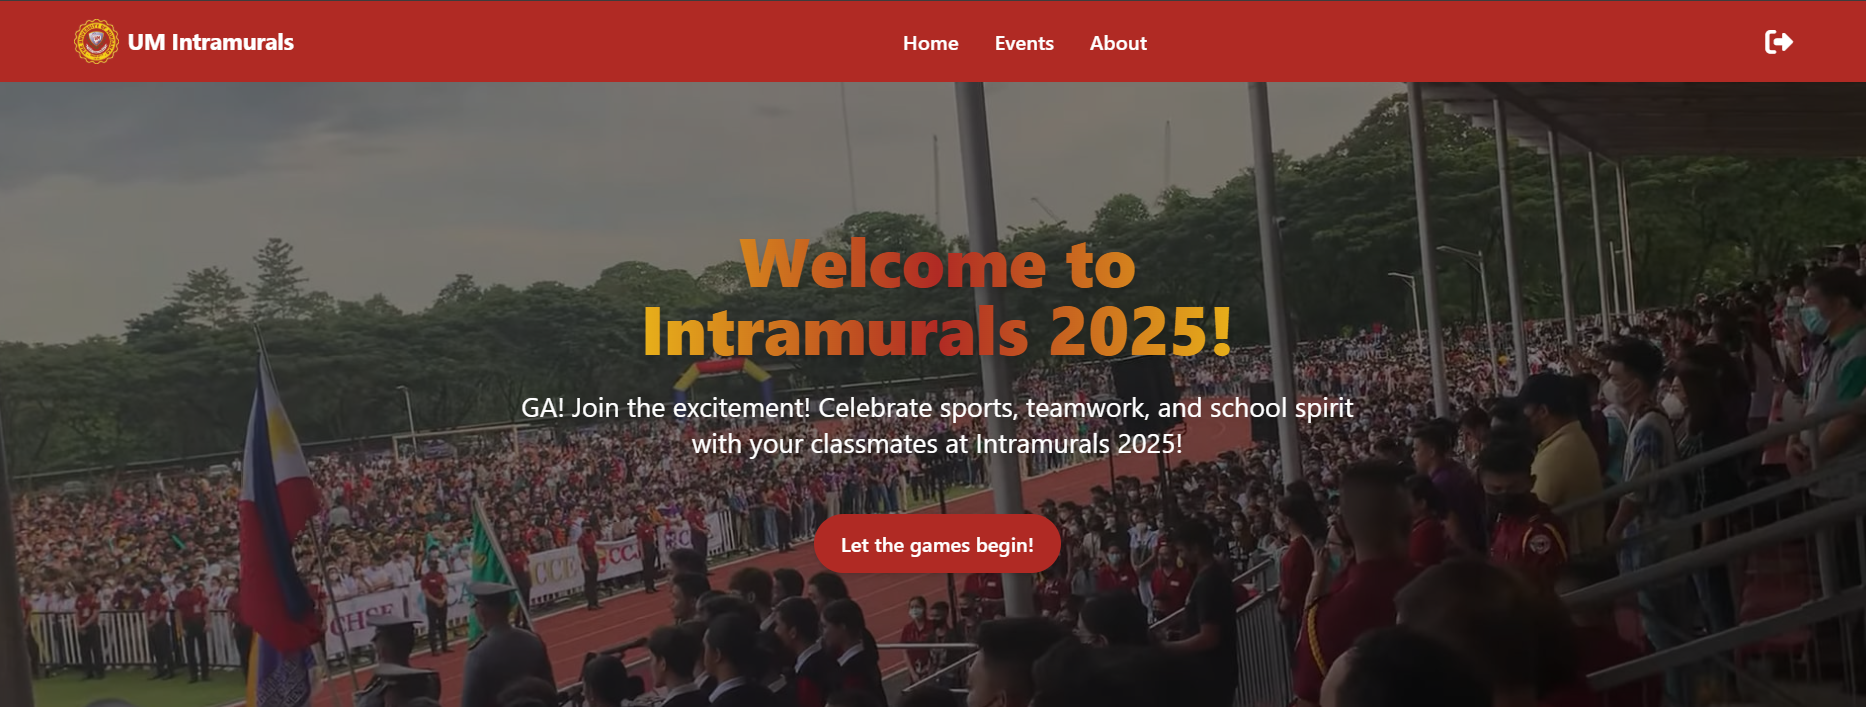 UM Intramurals
Home
Events
About
Welcome to
Intramurals 2025!
GA! Join the excitement! Celebrate sports, teamwork, and school spirit
with your classmates at Intramurals 2025!
Let the games begin!
CCE